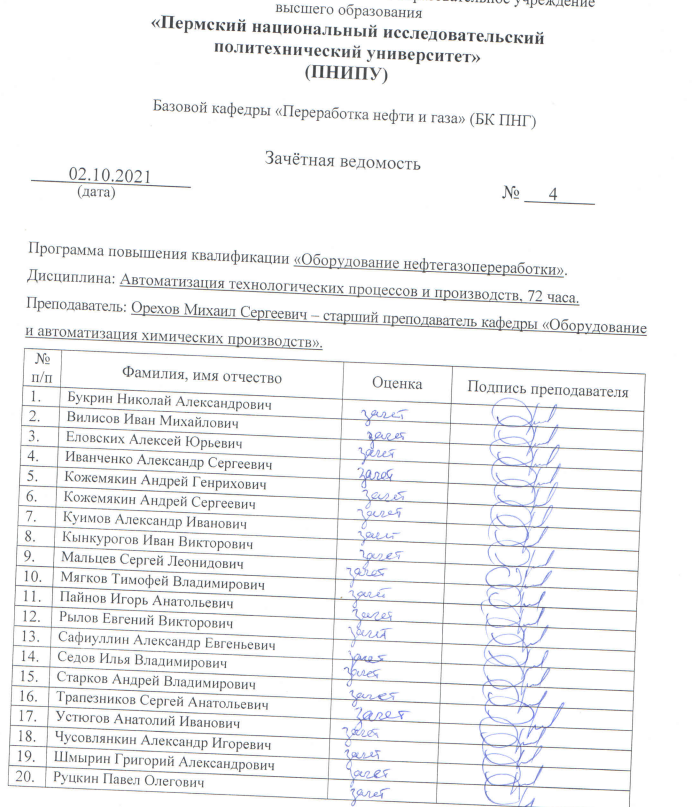 учреждение
высшего образования
«Пермский национальный исследовательский
политехнический университет»
(ПНИПУ)
Базовой кафедры «Переработка нефти и газа» (БК ПНГ)
Зачётная ведомость
02.10.2021
(дата)
№ 4
Программа повышения квалификации «Оборудование нефтегазопереработки».
Дисциплина: Автоматизация технологических процессов и производств, 72 часа.
Преподаватель: Орехов Михаил Сергеевич – старший преподаватель кафедры «Оборудование
и автоматизация химических производств».
№ п/п Фамилия, имя отчество Оценка Подпись преподавателя
1. Букрин Николай Александрович зачет
2. Вилисов Иван Михайлович зачет
3. Еловских Алексей Юрьевич зачет
4. Иванченко Александр Сергеевич зачет
5. Кожемякин Андрей Генрихович зачет
6. Кожемякин Андрей Сергеевич зачет
7. Куимов Александр Иванович зачет
8. Кынкурогов Иван Викторович зачет
9. Мальцев Сергей Леонидович зачет
10. Мягков Тимофей Владимирович зачет
11. Пайнов Игорь Анатольевич зачет
12. Рылов Евгений Викторович зачет
13. Сафиуллин Александр Евгеньевич зачет
14. Седов Илья Владимирович зачет
15. Старков Андрей Владимирович зачет
16. Трапезников Сергей Анатольевич зачет
17. Устюгов Анатолий Иванович зачет
18. Чусовлянкин Александр Игоревич зачет
19. Шмырин Григорий Александрович зачет
20. Руцкин Павел Олегович зачет